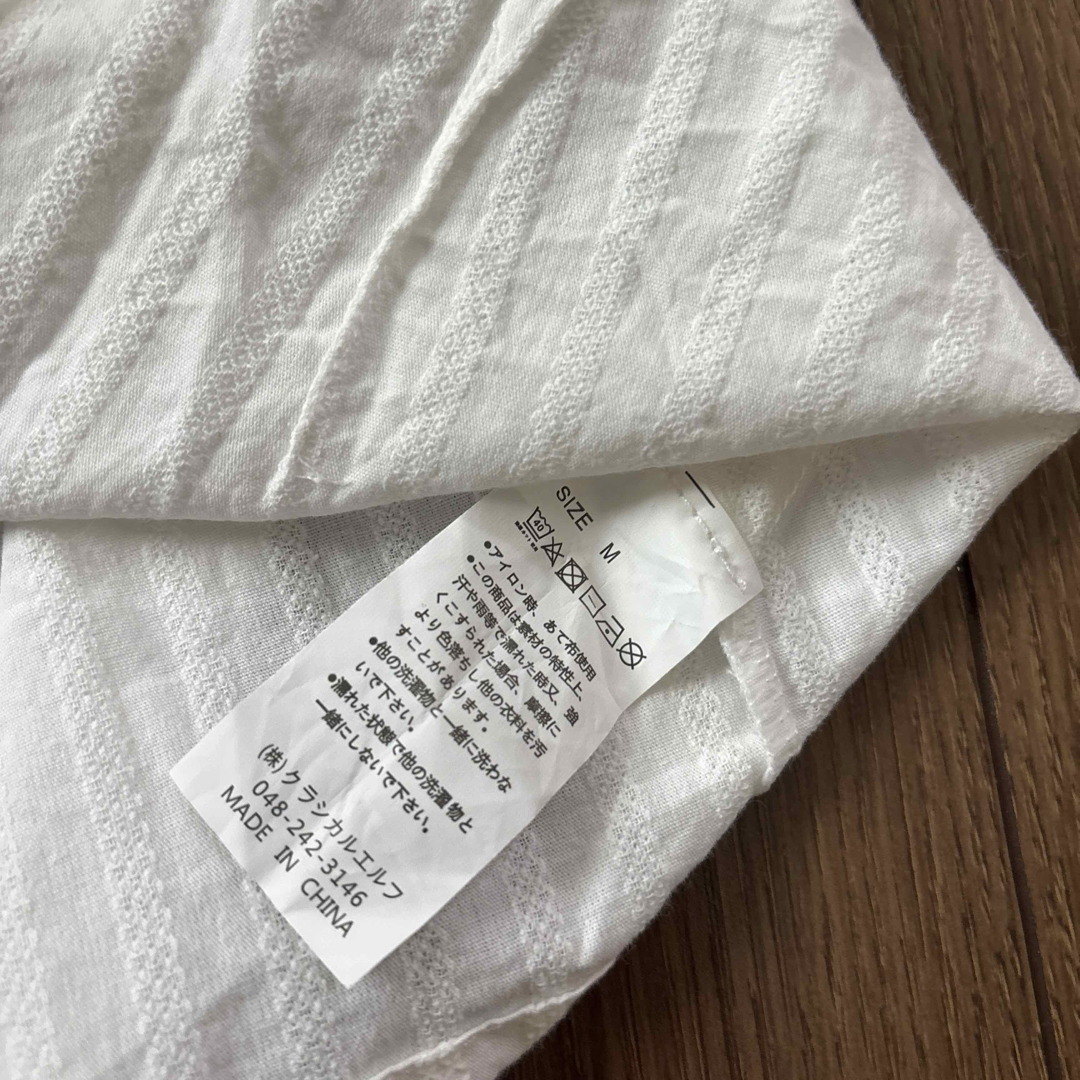 SIZE M
40
•アイロン時、あて布使用
•この商品は素材の特性上、
汗や雨等で濡れた時又、強
くこすられた場合、摩擦に
より色落ちし他の衣料を汚
すことがあります。
•他の洗濯物と一緒に洗わな
いで下さい。
•濡れた状態で他の洗濯物と
一緒にしないで下さい。
(株)クラシカルエルフ
048-242-3146
MADE IN CHINA